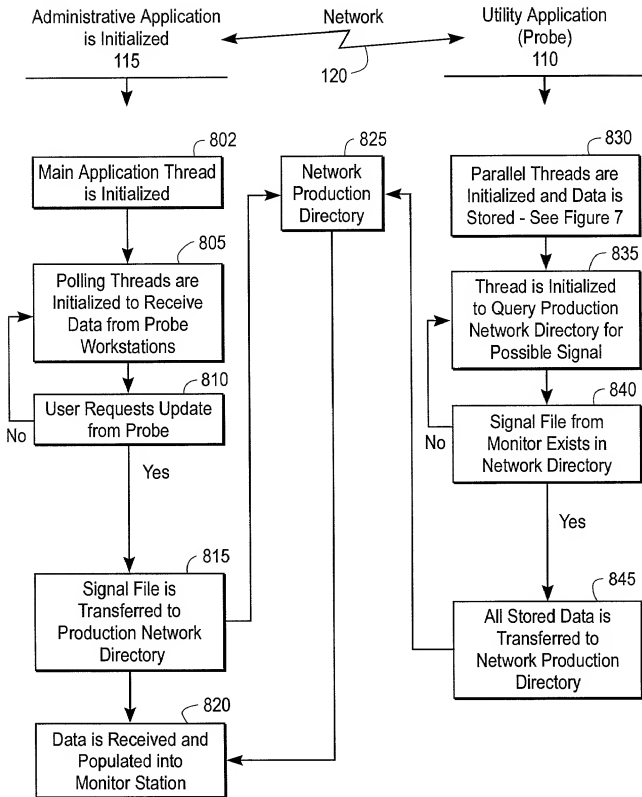 Administrative Application
is Initialized
115
Network
120
Utility Application
(Probe)
110
802
Main Application Thread
is Initialized
805
Polling Threads are
Initialized to Receive
Data from Probe
Workstations
810
User Requests Update
from Probe
No
Yes
815
Signal File is
Transferred to
Production Network
Directory
820
Data is Received and
Populated into
Monitor Station
825
Network
Production
Directory
830
Parallel Threads are
Initialized and Data is
Stored - See Figure 7
835
Thread is Initialized
to Query Production
Network Directory for
Possible Signal
840
Signal File from
Monitor Exists in
Network Directory
No
Yes
845
All Stored Data is
Transferred to
Network Production
Directory